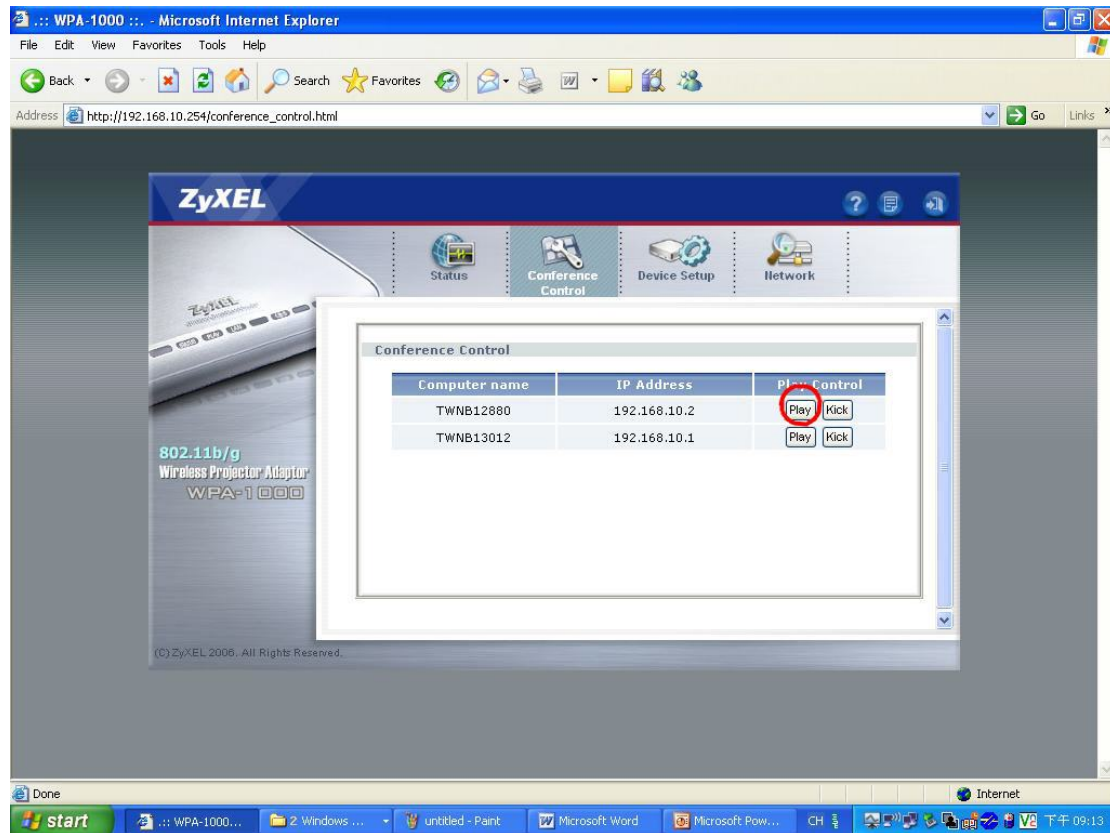 .:: WPA-1000 ::. - Microsoft Internet Explorer
File Edit View Favorites Tools Help
Back Search Favorites
Address http://192.168.10.254/conference_control.html Go Links »
ZyXEL
Status Conference Control Device Setup Network
ZyXEL
Conference Control
Computer name IP Address Play Control
TWNB12880 192.168.10.2 Play Kick
TWNB13012 192.168.10.1 Play Kick
802.11b/g
Wireless Projector Adaptor
WPA-1000
(C) ZyXEL 2006. All Rights Reserved.
Done Internet
start .:: WPA-1000... 2 Windows ... untitled - Paint Microsoft Word Microsoft Pow... CH V2 下午 09:13